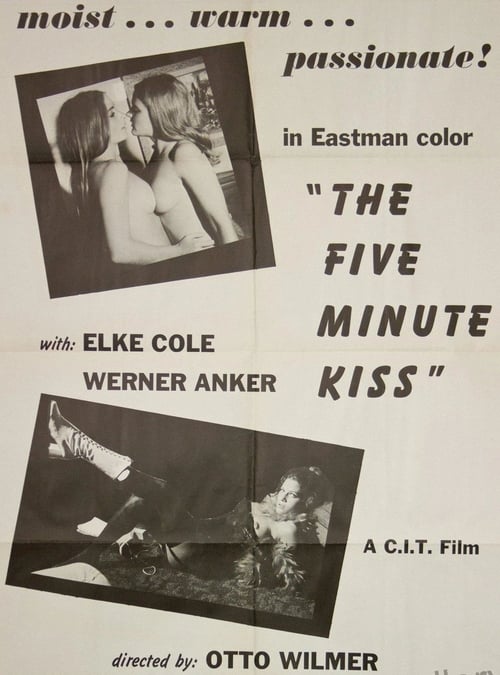 moist . . . warm . . .
passionate!
in Eastman color
"THE
FIVE
MINUTE
KISS"
with: ELKE COLE
WERNER ANKER
A C.I.T. Film
directed by: OTTO WILMER